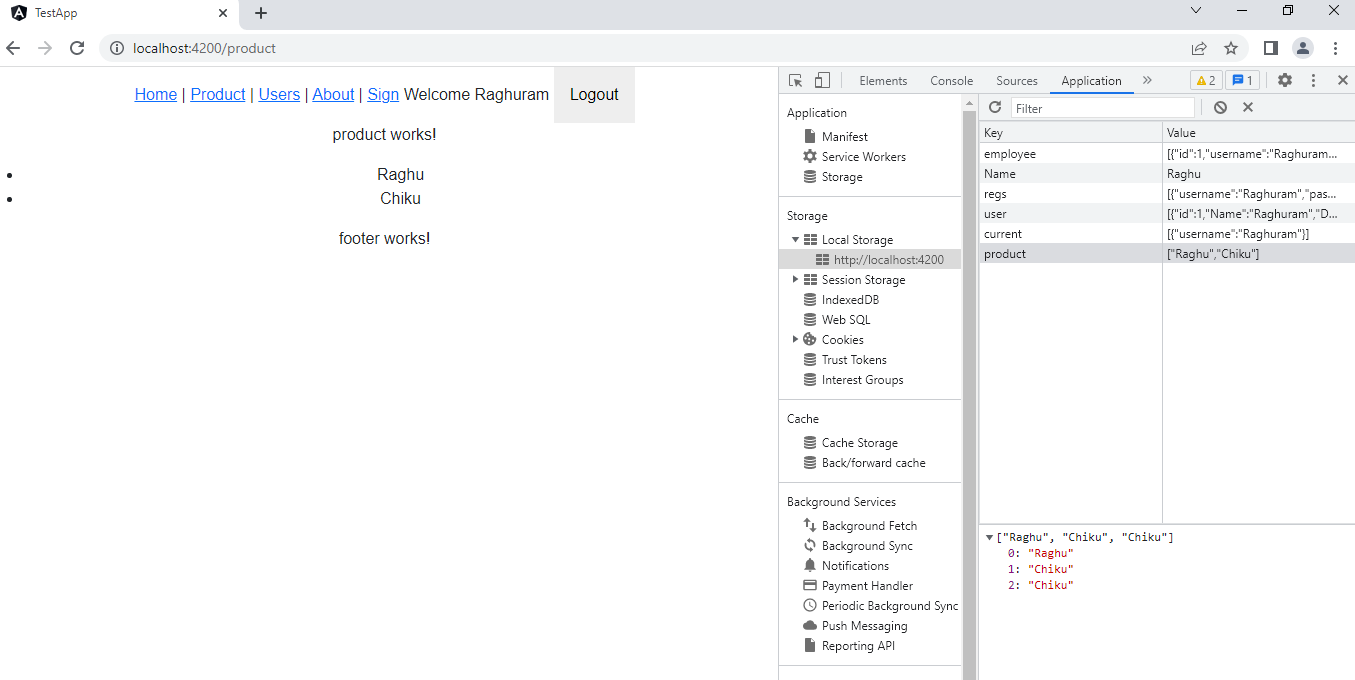 TestApp
localhost:4200/product
Home | Product | Users | About | Sign Welcome Raghuram Logout
product works!
Raghu
Chiku
footer works!
Elements Console Sources Application » 2 1
Application
Manifest
Service Workers
Storage
Storage
Local Storage
http://localhost:4200
Session Storage
IndexedDB
Web SQL
Cookies
Trust Tokens
Interest Groups
Cache
Cache Storage
Back/forward cache
Background Services
Background Fetch
Background Sync
Notifications
Payment Handler
Periodic Background Sync
Push Messaging
Reporting API
Filter
Key Value
employee [{"id":1,"username":"Raghuram...
Name Raghu
regs [{"username":"Raghuram","pas...
user [{"id":1,"Name":"Raghuram","D...
current [{"username":"Raghuram"}]
product ["Raghu","Chiku"]
["Raghu", "Chiku", "Chiku"]
0: "Raghu"
1: "Chiku"
2: "Chiku"